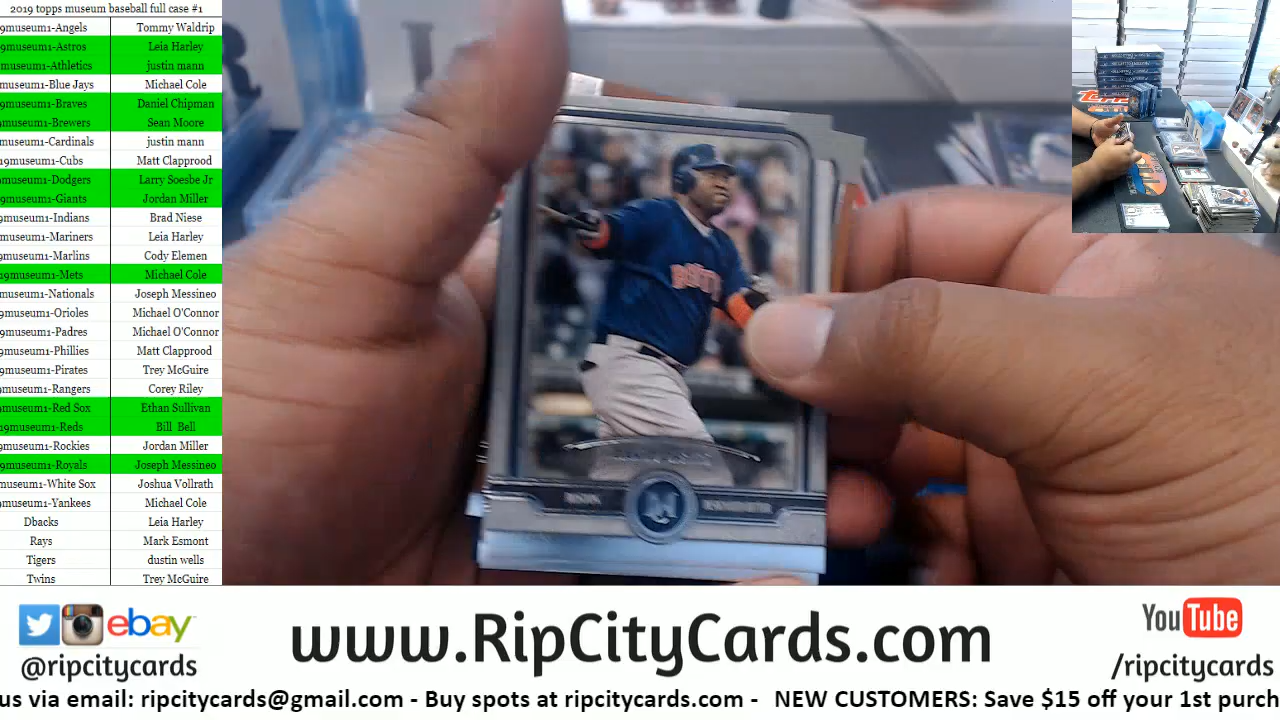 2019 topps museum baseball full case #1
9museum1-Angels Tommy Waldrip
9museum1-Astros Leia Harley
museum1-Athletics justin mann
museum1-Blue Jays Michael Cole
9museum1-Braves Daniel Chipman
museum1-Brewers Sean Moore
museum1-Cardinals justin mann
19museum1-Cubs Matt Clapprood
museum1-Dodgers Larry Soesbe Jr
9museum1-Giants Jordan Miller
museum1-Indians Brad Niese
museum1-Mariners Leia Harley
museum1-Marlins Cody Elemen
19museum1-Mets Michael Cole
museum1-Nationals Joseph Messineo
museum1-Orioles Michael O'Connor
museum1-Padres Michael O'Connor
museum1-Phillies Matt Clapprood
museum1-Pirates Trey McGuire
museum1-Rangers Corey Riley
museum1-Red Sox Ethan Sullivan
19museum1-Reds Bill Bell
museum1-Rockies Jordan Miller
9museum1-Royals Joseph Messineo
museum1-White Sox Joshua Vollrath
museum1-Yankees Michael Cole
Dbacks Leia Harley
Rays Mark Esmont
Tigers dustin wells
Twins Trey McGuire
BOSTON
ebay
@ripcitycards
www.RipCityCards.com
YouTube
/ripcitycards
us via email: ripcitycards@gmail.com - Buy spots at ripcitycards.com - NEW CUSTOMERS: Save $15 off your 1st purch